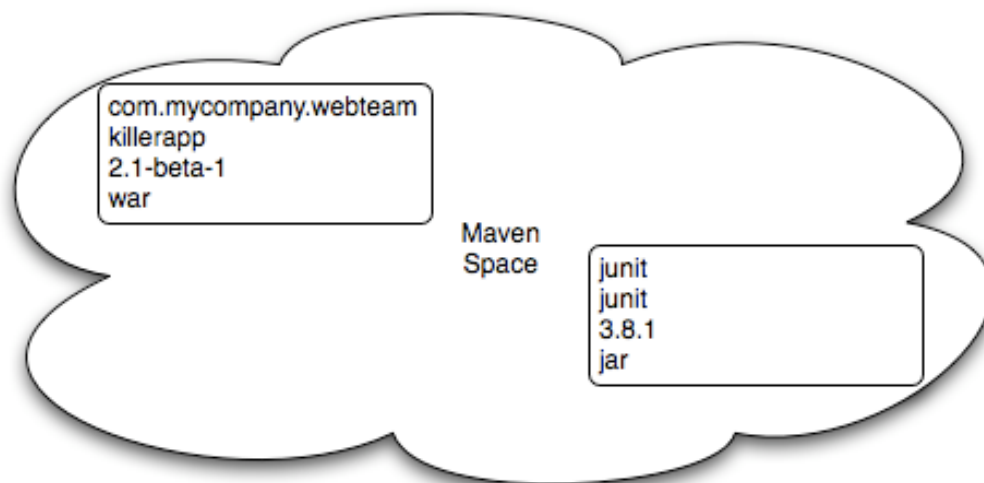 com.mycompany.webteam
killerapp
2.1-beta-1
war
Maven
Space
junit
junit
3.8.1
jar